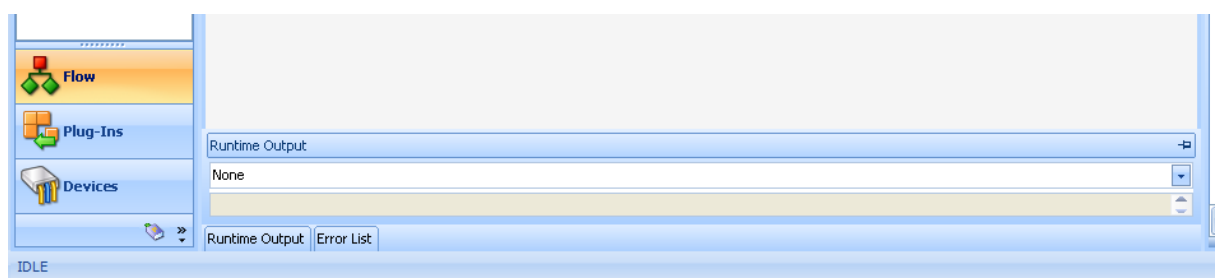 Flow
Plug-Ins
Devices
Runtime Output
None
Runtime Output
Error List
IDLE